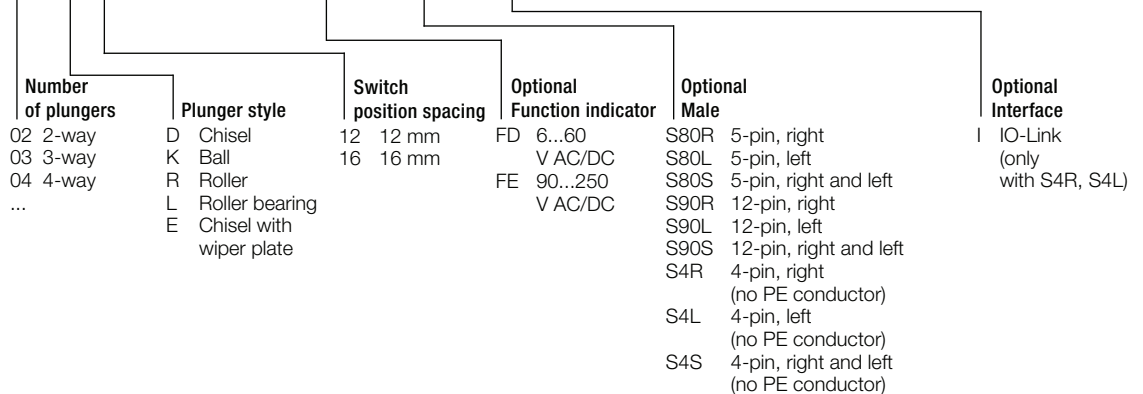 Number
of plungers
02 2-way
03 3-way
04 4-way
...
Plunger style
D Chisel
K Ball
R Roller
L Roller bearing
E Chisel with
wiper plate
Switch
position spacing
12 12 mm
16 16 mm
Optional
Function indicator
FD 6...60
V AC/DC
FE 90...250
V AC/DC
Optional
Male
S80R 5-pin, right
S80L 5-pin, left
S80S 5-pin, right and left
S90R 12-pin, right
S90L 12-pin, left
S90S 12-pin, right and left
S4R 4-pin, right
(no PE conductor)
S4L 4-pin, left
(no PE conductor)
S4S 4-pin, right and left
(no PE conductor)
Optional
Interface
I IO-Link
(only
with S4R, S4L)